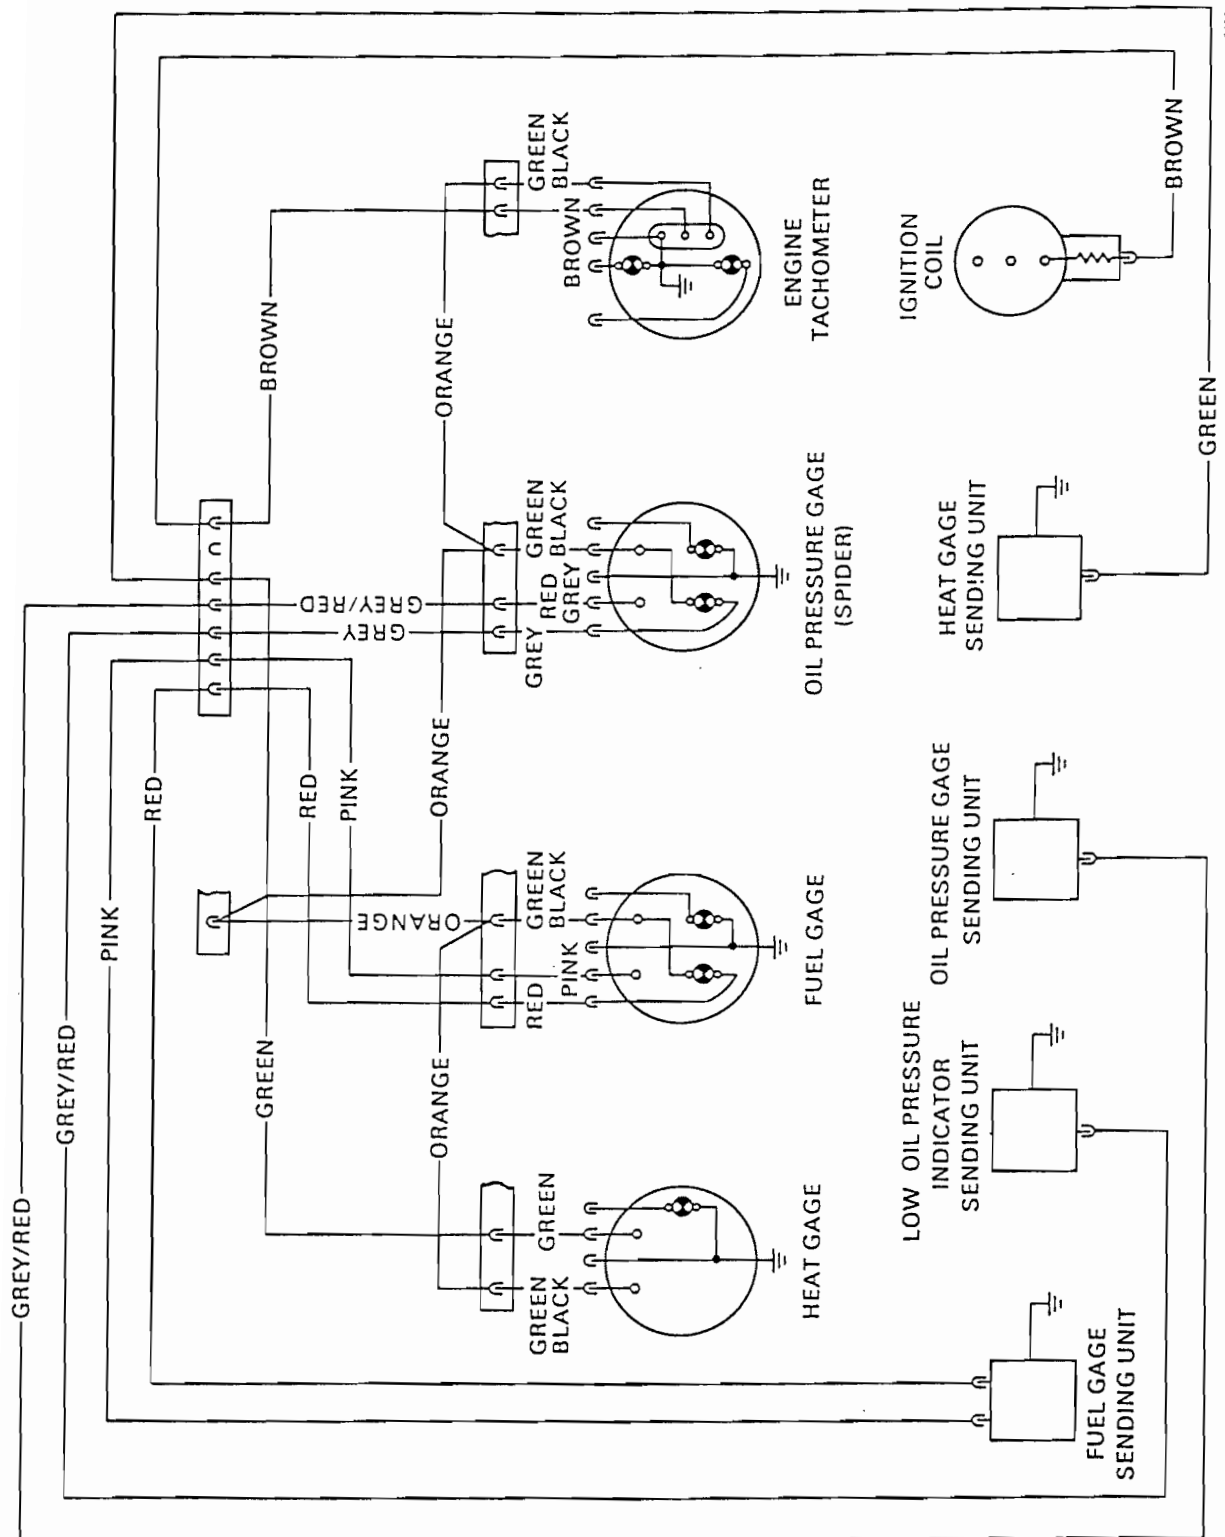 BROWN
GREEN
BLACK
BROWN
BROWN
ENGINE
TACHOMETER
IGNITION
COIL
BROWN
ORANGE
GREY/RED
GREY
GREEN
BLACK
RED
GREY
GREY
OIL PRESSURE GAGE
(SPIDER)
HEAT GAGE
SENDING UNIT
GREEN
RED
RED
PINK
ORANGE
PINK
ORANGE
GREEN
BLACK
PINK
RED
FUEL GAGE
OIL PRESSURE GAGE
SENDING UNIT
GREY/RED
GREEN
ORANGE
LOW OIL PRESSURE
INDICATOR
SENDING UNIT
GREY/RED
GREEN
GREEN
BLACK
HEAT GAGE
FUEL GAGE
SENDING UNIT